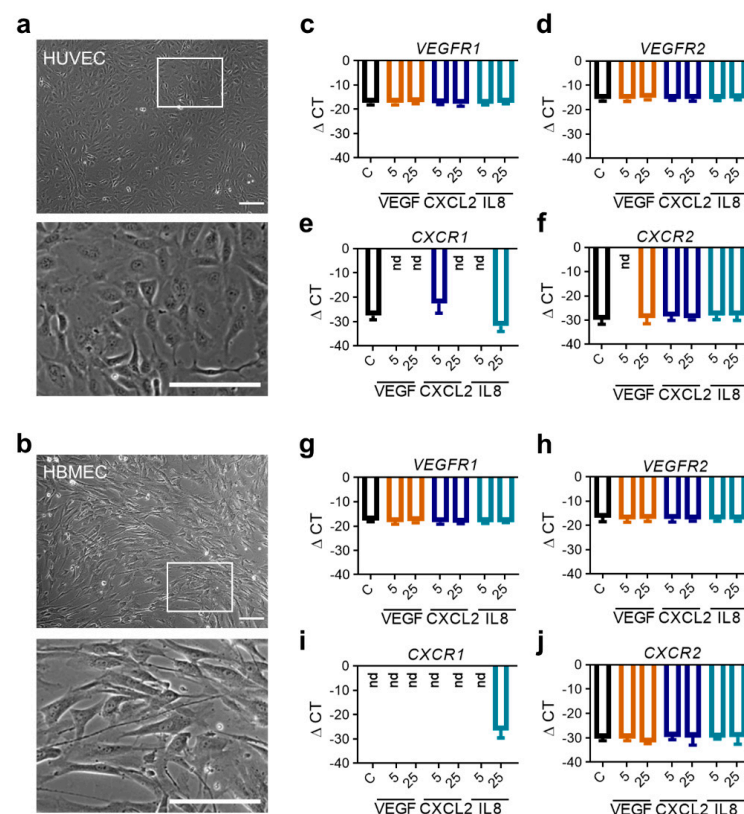 a
HUVEC
c
VEGFR1
Δ CT
0
-10
-20
-30
-40
C 5 25 5 25 5 25
VEGF CXCL2 IL8
d
VEGFR2
Δ CT
0
-10
-20
-30
-40
C 5 25 5 25 5 25
VEGF CXCL2 IL8
e
CXCR1
Δ CT
0
-10
-20
-30
-40
nd nd nd nd
C 5 25 5 25 5 25
VEGF CXCL2 IL8
f
CXCR2
Δ CT
0
-10
-20
-30
-40
nd
C 5 25 5 25 5 25
VEGF CXCL2 IL8
b
HBMEC
g
VEGFR1
Δ CT
0
-10
-20
-30
-40
C 5 25 5 25 5 25
VEGF CXCL2 IL8
h
VEGFR2
Δ CT
0
-10
-20
-30
-40
C 5 25 5 25 5 25
VEGF CXCL2 IL8
i
CXCR1
Δ CT
0
-10
-20
-30
-40
nd nd nd nd nd nd
C 5 25 5 25 5 25
VEGF CXCL2 IL8
j
CXCR2
Δ CT
0
-10
-20
-30
-40
C 5 25 5 25 5 25
VEGF CXCL2 IL8